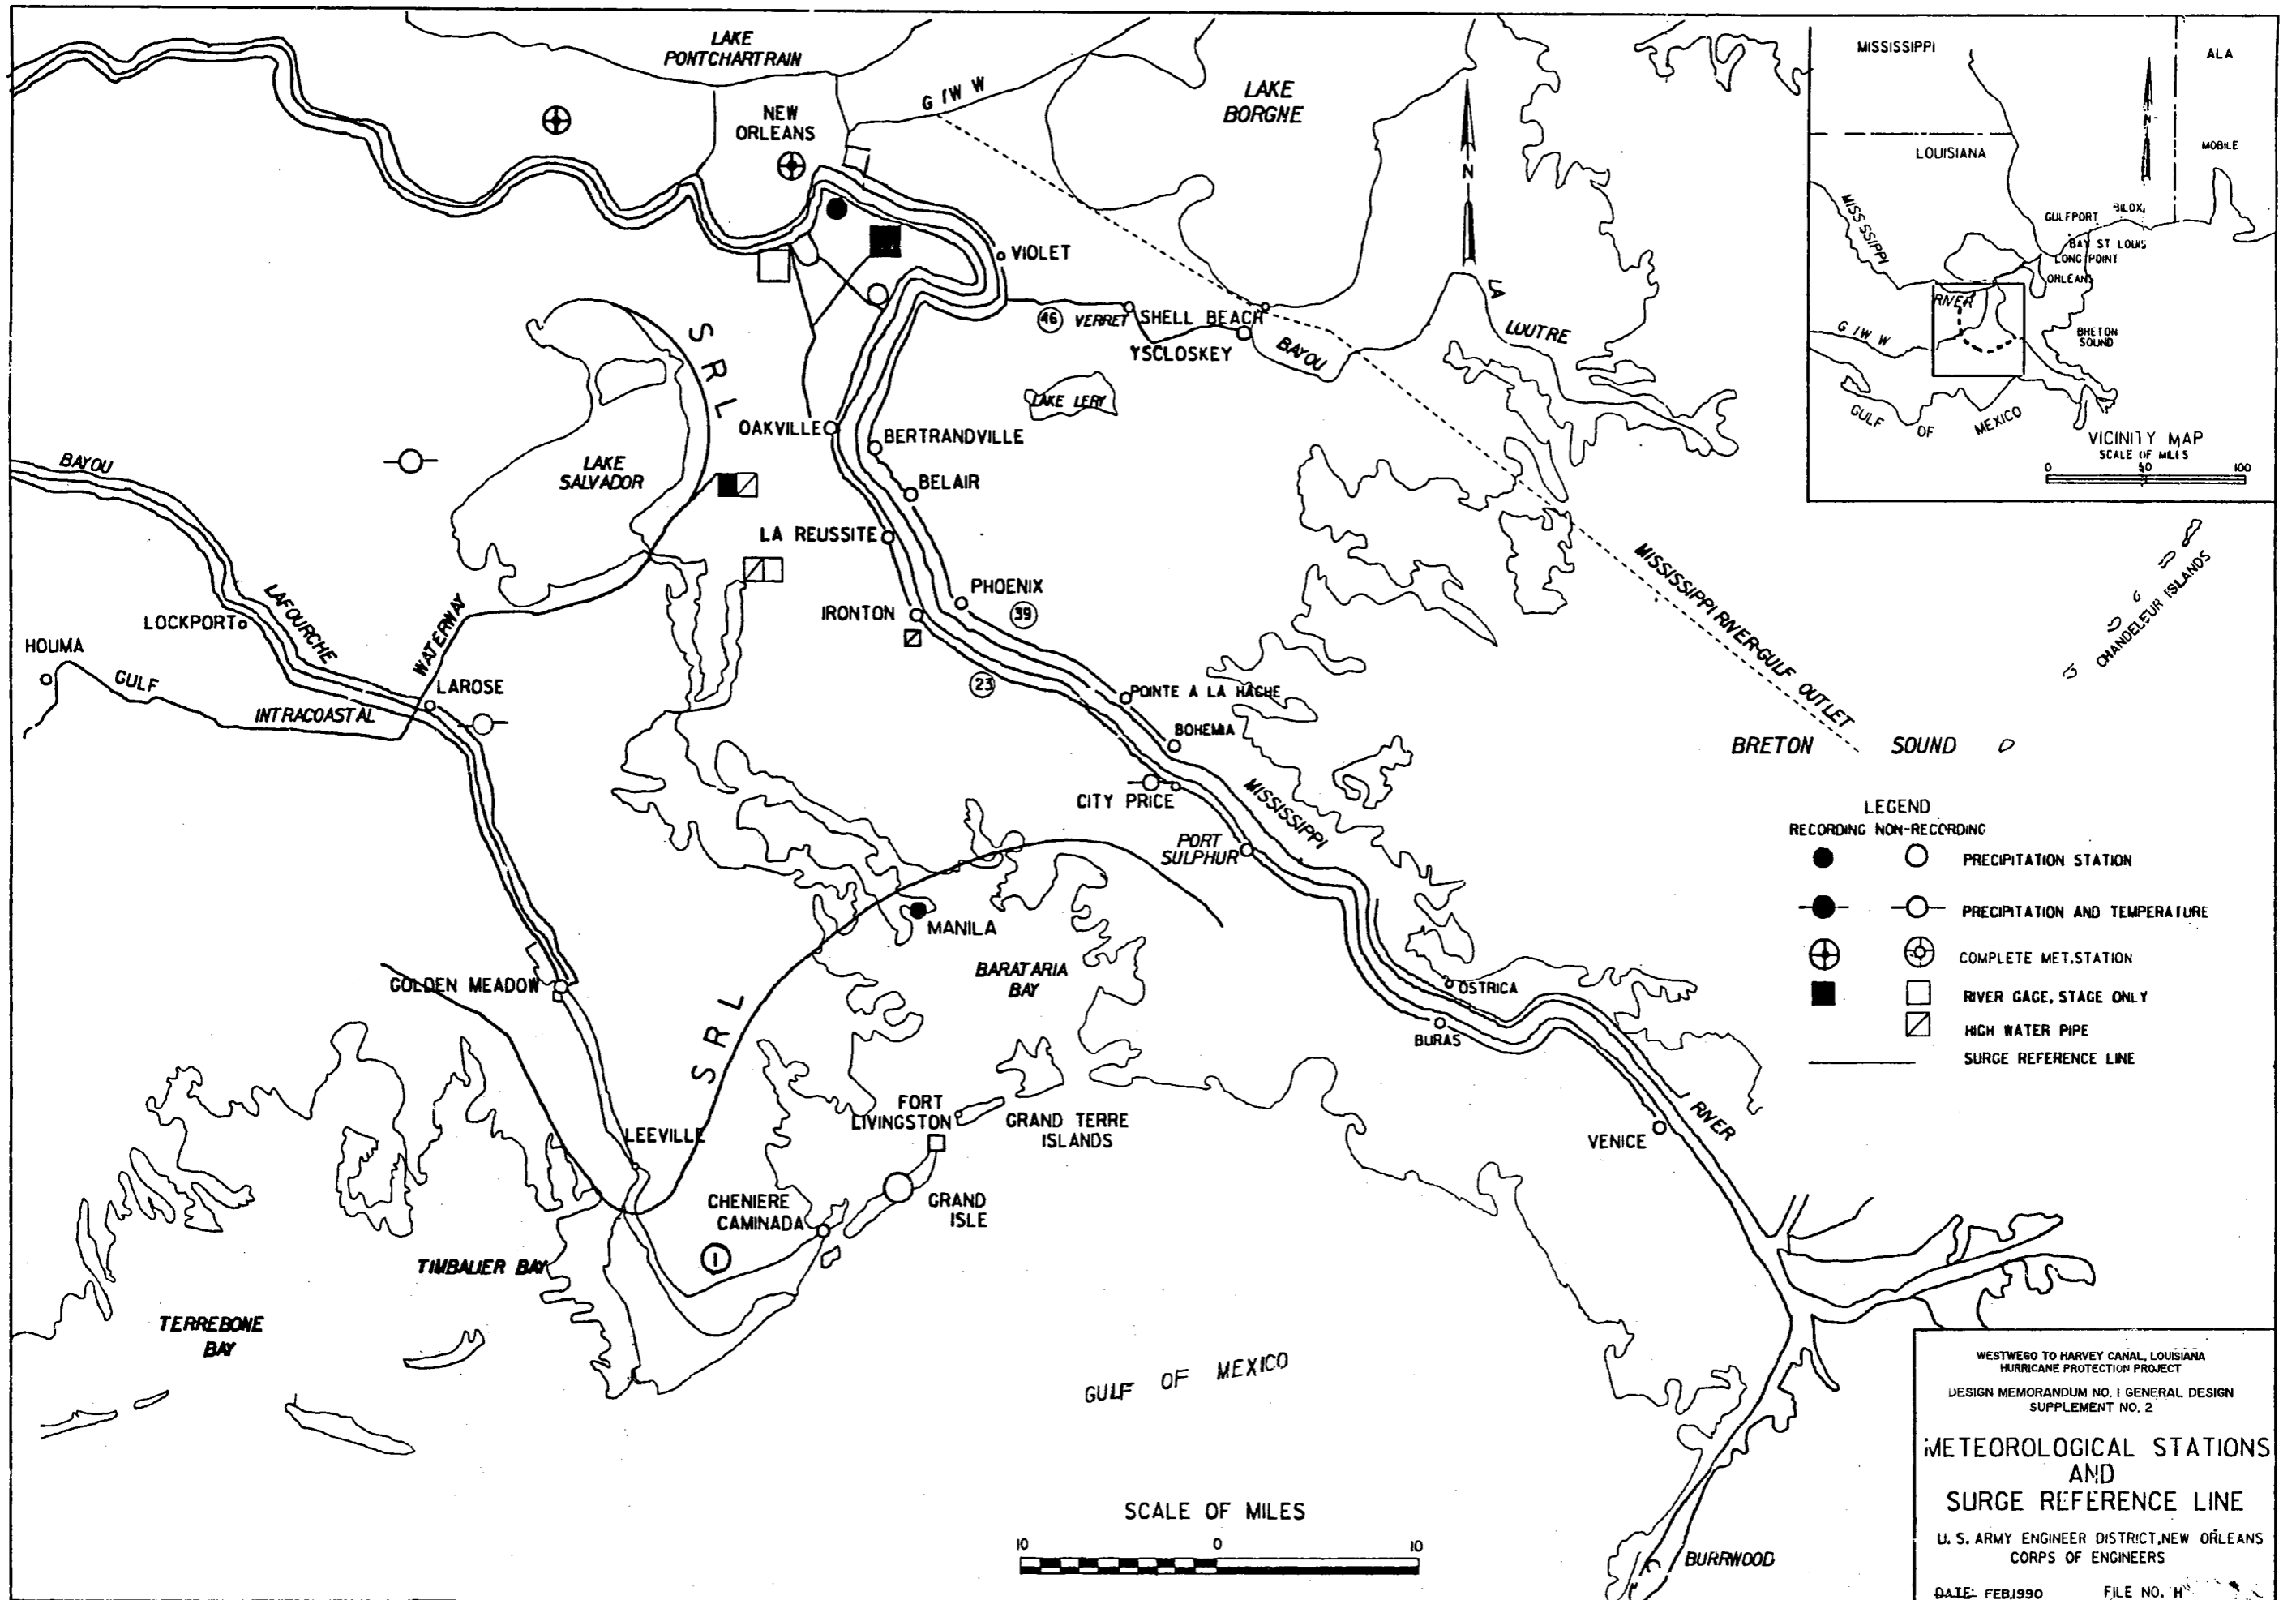 LAKE
PONTCHARTRAIN
NEW
ORLEANS
G I W W
LAKE
BORGNE
N
VIOLET
46
VERRET
SHELL BEACH
YSCLOSKEY
BAYOU
LA
LOUTRE
S R L
LAKE LERY
OAKVILLE
BERTRANDVILLE
BELAIR
LAKE
SALVADOR
BAYOU
LAFOURCHE
LA REUSSITE
PHOENIX
39
IRONTON
23
LOCKPORT
HOUMA
GULF
INTRACOASTAL
WATERWAY
LAROSE
POINTE A LA HACHE
BOHEMIA
CITY PRICE
MISSISSIPPI
PORT
SULPHUR
MISSISSIPPI RIVER-GULF OUTLET
BRETON SOUND
CHANDELEUR ISLANDS
MANILA
BARATARIA
BAY
GOLDEN MEADOW
S R L
OSTRICA
BURAS
RIVER
VENICE
LEEVILLE
FORT
LIVINGSTON
GRAND TERRE
ISLANDS
CHENIERE
CAMINADA
GRAND
ISLE
1
TIMBALIER BAY
TERREBONE
BAY
GULF OF MEXICO
BURRWOOD
SCALE OF MILES
10 0 10
MISSISSIPPI
ALA
LOUISIANA
N
MOBILE
MISSISSIPPI
GULFPORT
BILOXI
BAY ST LOUIS
LONG POINT
ORLEANS
RIVER
G I W W
BRETON
SOUND
GULF OF MEXICO
VICINITY MAP
SCALE OF MILES
0 50 100
LEGEND
RECORDING NON-RECORDING
PRECIPITATION STATION
PRECIPITATION AND TEMPERATURE
COMPLETE MET.STATION
RIVER GAGE, STAGE ONLY
HIGH WATER PIPE
SURGE REFERENCE LINE
WESTWEGO TO HARVEY CANAL, LOUISIANA
HURRICANE PROTECTION PROJECT
DESIGN MEMORANDUM NO. 1 GENERAL DESIGN
SUPPLEMENT NO. 2
METEOROLOGICAL STATIONS
AND
SURGE REFERENCE LINE
U. S. ARMY ENGINEER DISTRICT,NEW ORLEANS
CORPS OF ENGINEERS
DATE: FEB.1990 FILE NO. H